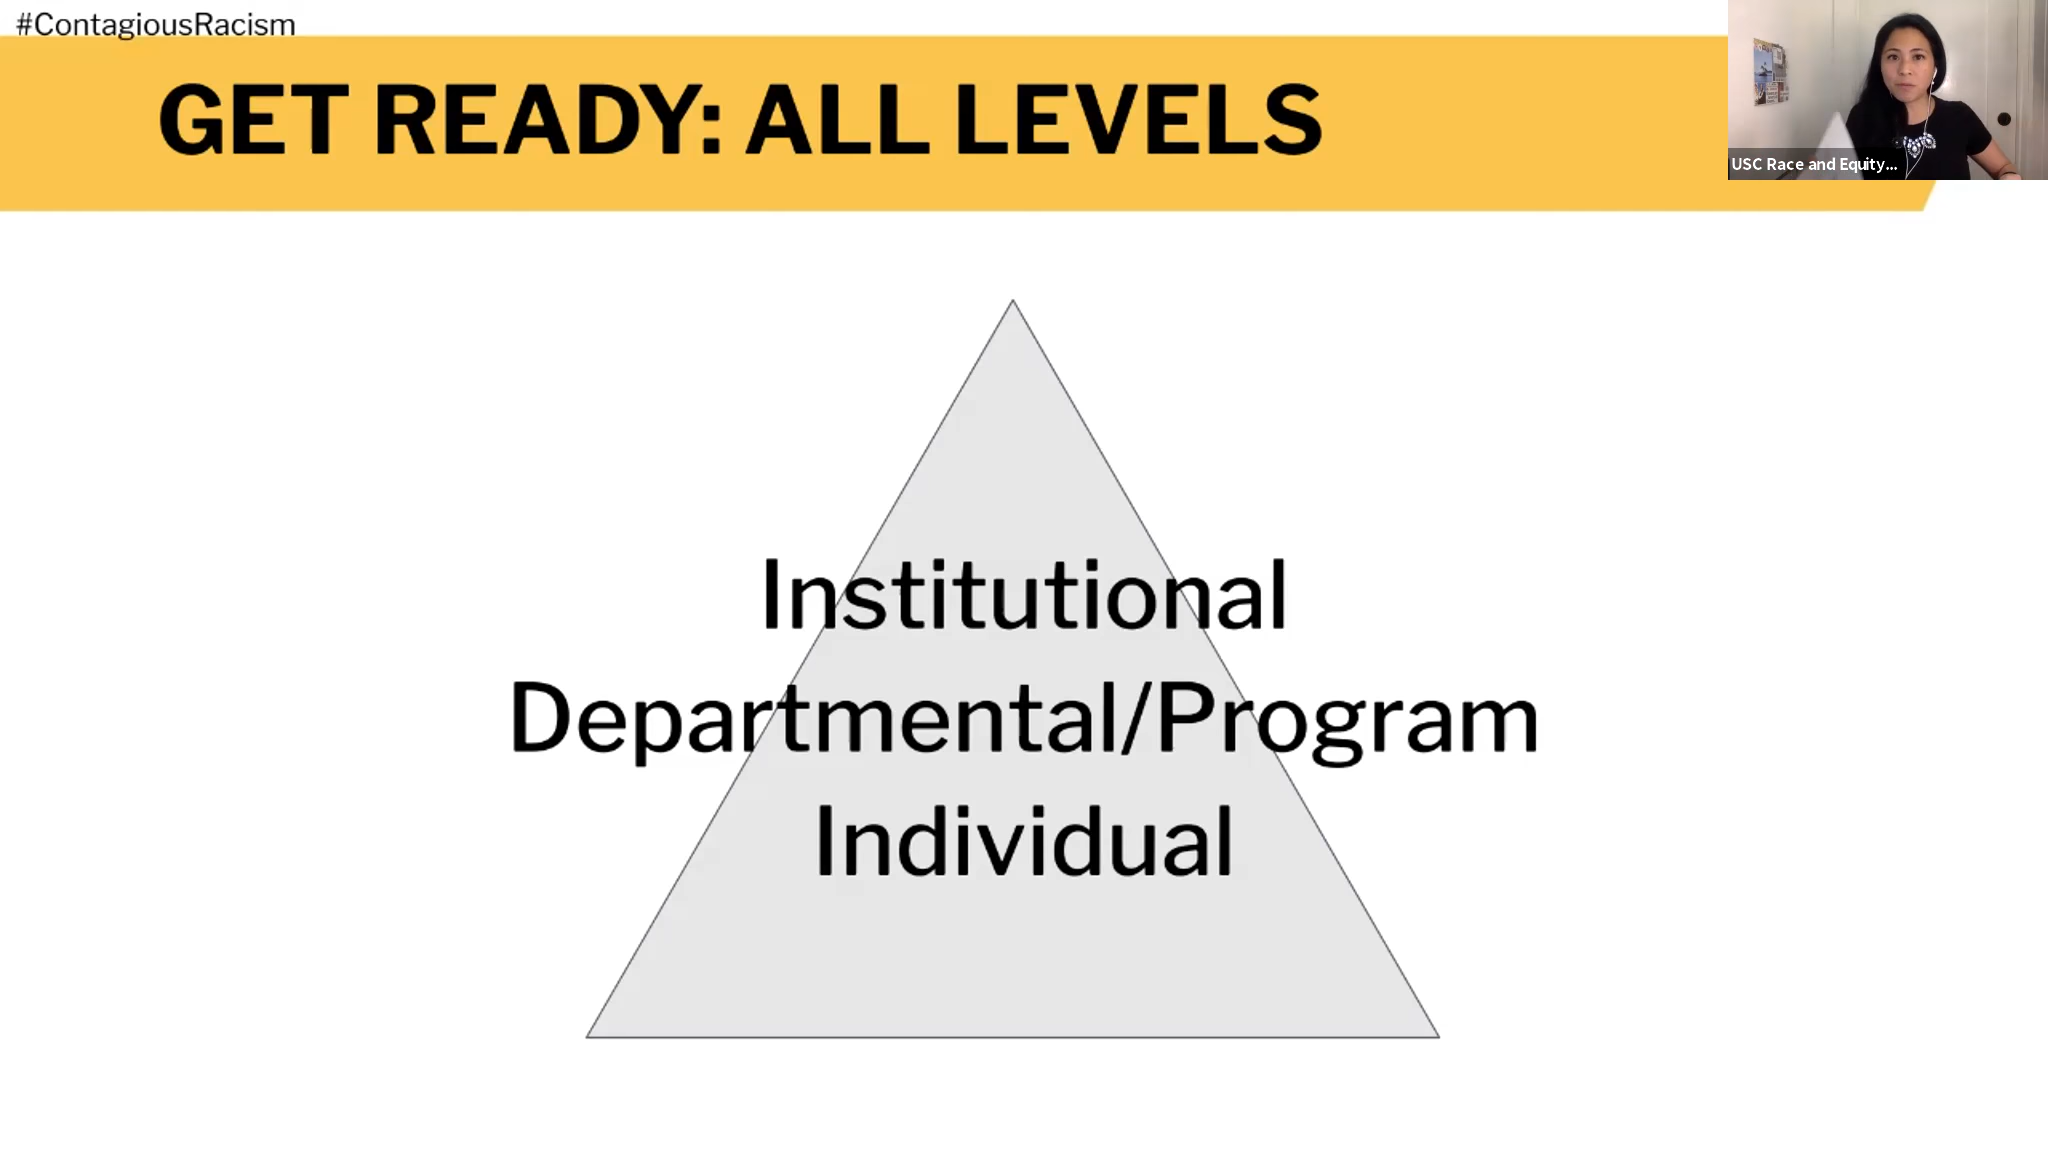 #ContagiousRacism
GET READY: ALL LEVELS
USC Race and Equity...
Institutional
Departmental/Program
Individual